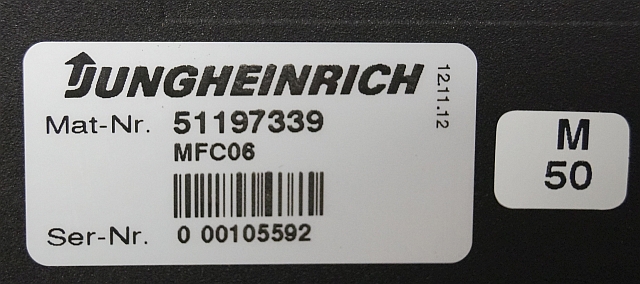 JUNGHEINRICH
12.11.12
Mat-Nr. 51197339
MFC06
Ser-Nr. 0 00105592
M
50